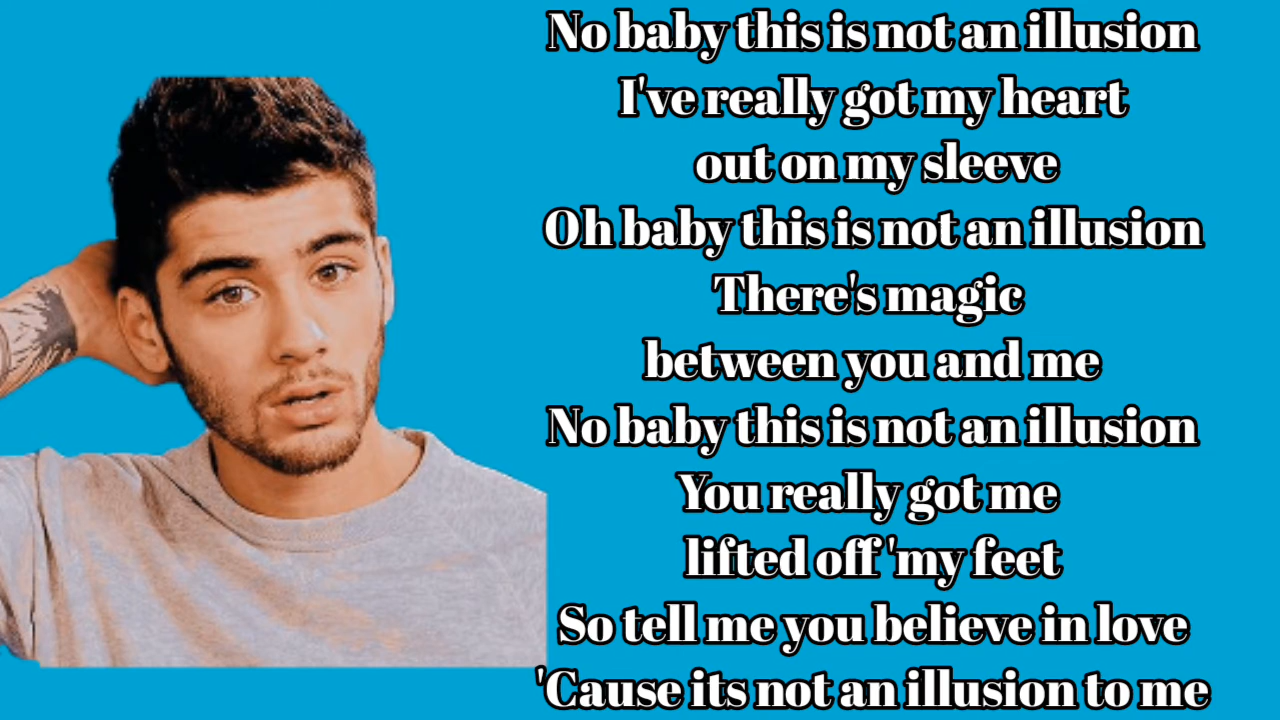 No baby this is not an illusion
I've really got my heart
out on my sleeve
Oh baby this is not an illusion
There's magic
between you and me
No baby this is not an illusion
You really got me
lifted off 'my feet
So tell me you believe in love
'Cause its not an illusion to me